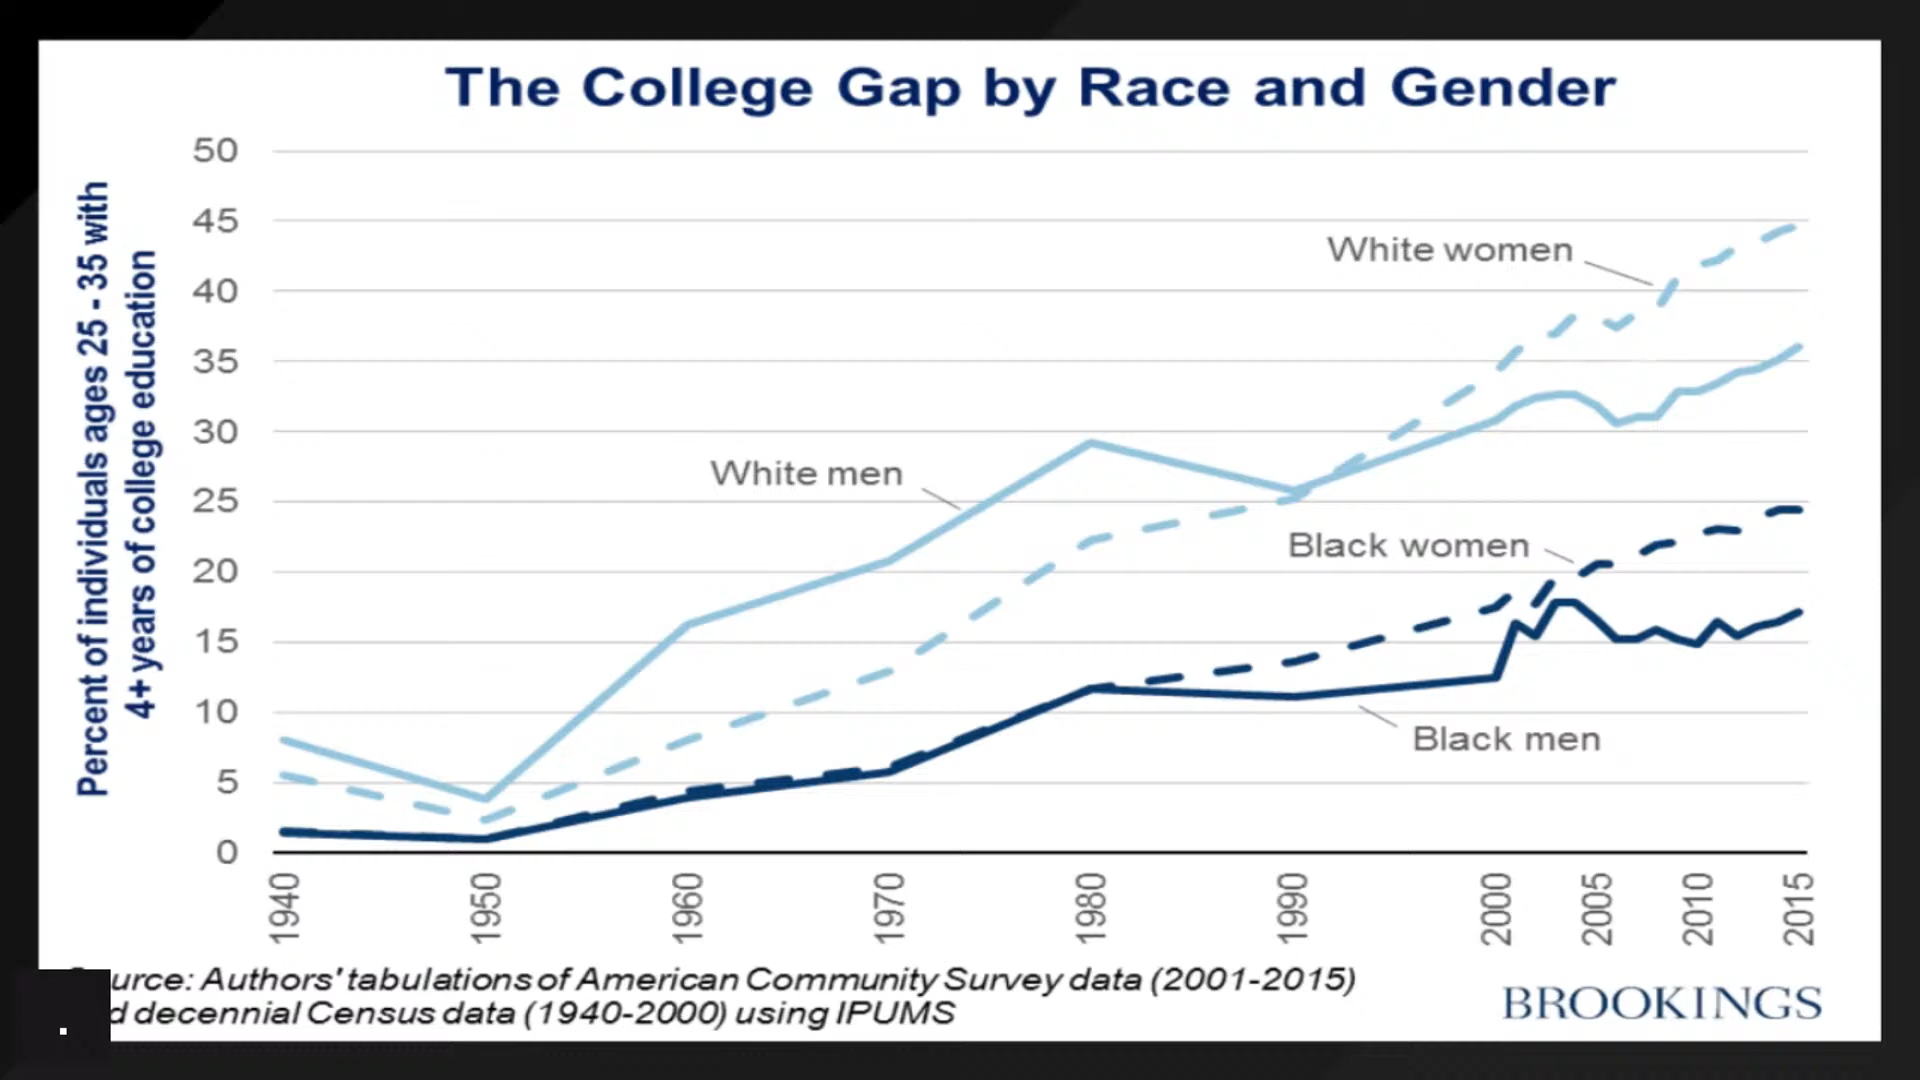 The College Gap by Race and Gender
Percent of individuals ages 25 - 35 with
4+ years of college education
50
45
40
35
30
25
20
15
10
5
0
White women
White men
Black women
Black men
1940
1950
1960
1970
1980
1990
2000
2005
2010
2015
Authors' tabulations of American Community Survey data (2001-2015)
decennial Census data (1940-2000) using IPUMS
BROOKINGS